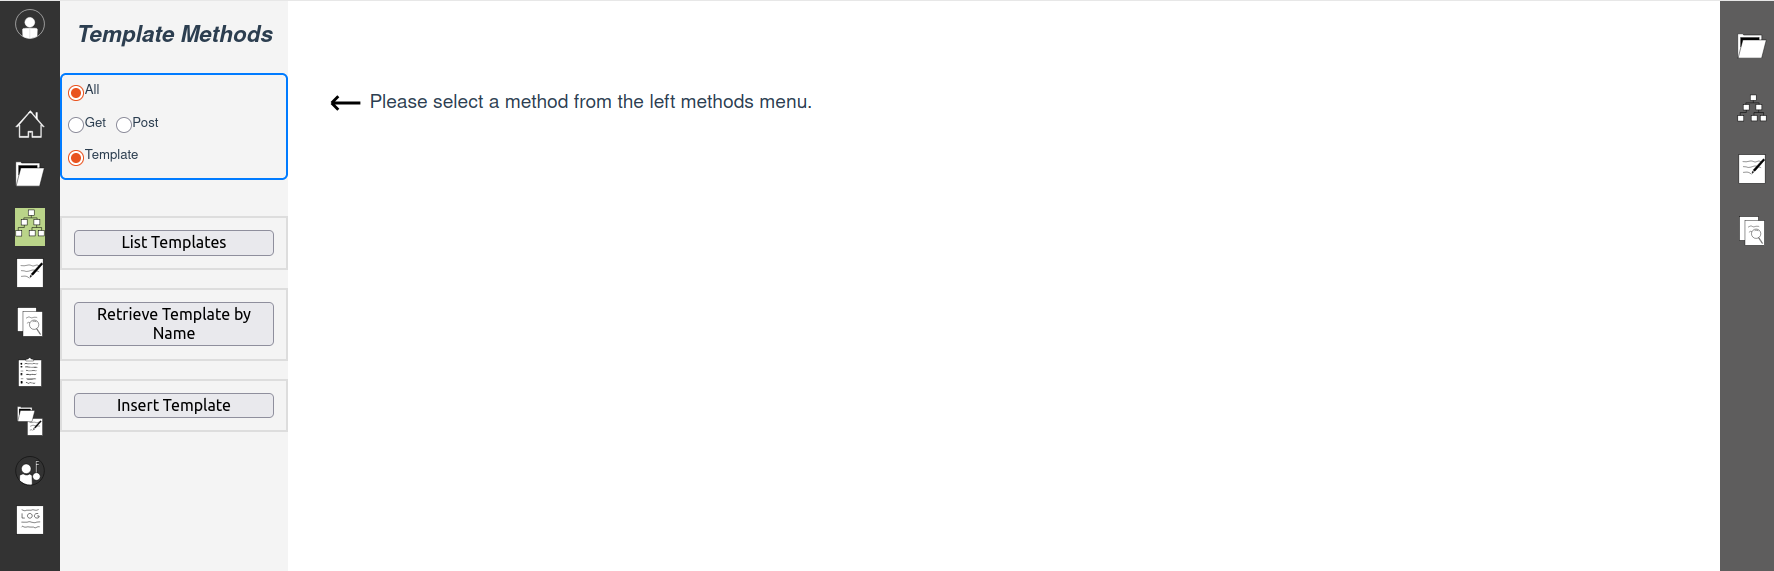 Template Methods
All
Get Post
Template
Please select a method from the left methods menu.
List Templates
Retrieve Template by
Name
Insert Template
LOG